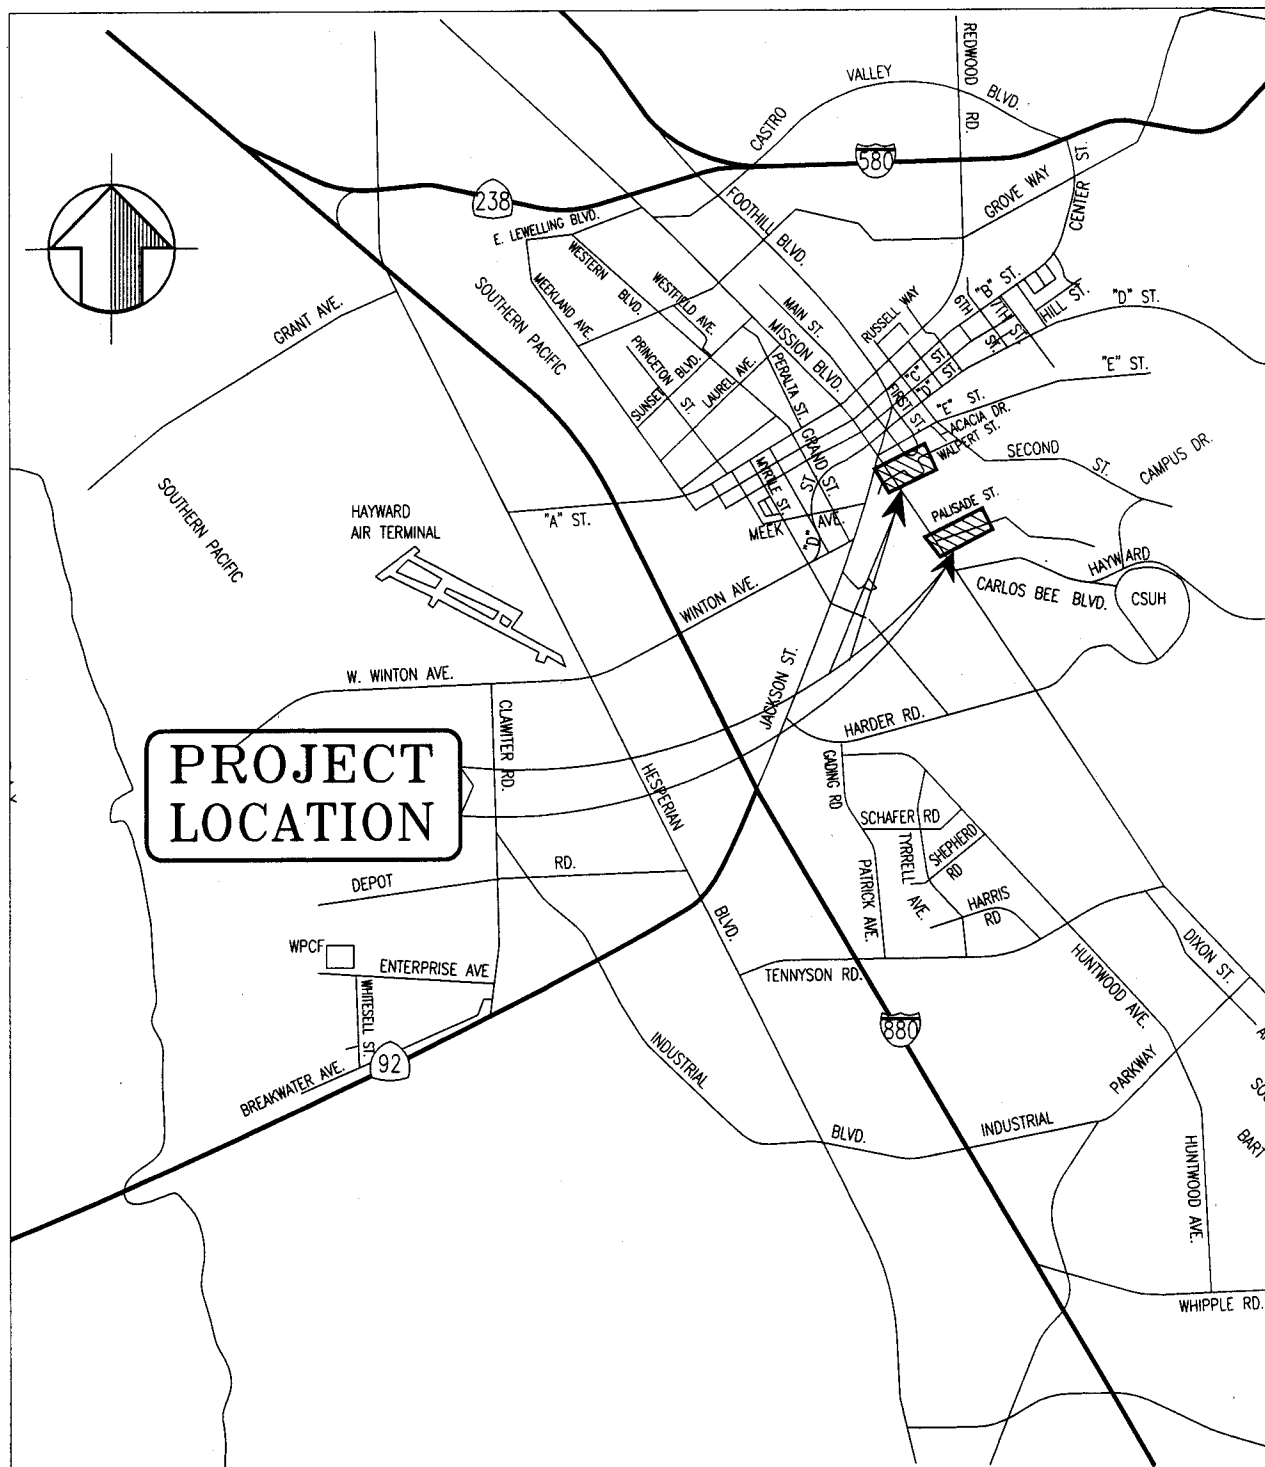 REDWOOD
RD.
VALLEY
BLVD.
CASTRO
580
ST.
CENTER
GROVE WAY
238
FOOTHILL BLVD.
E. LEWELLING BLVD.
WESTERN
BLVD.
WESTFIELD AVE.
MEEKLAND AVE.
SOUTHERN PACIFIC
GRANT AVE.
MAIN ST.
MISSION BLVD.
RUSSELL WAY
6TH
7TH
"B" ST.
ST.
ST.
HILL ST.
"D" ST.
PRINCETON
ST.
SUNSET BLVD.
LAUREL AVE.
PERALTA ST.
GRAND ST.
"C" ST.
"D" ST.
FIRST ST.
"E" ST.
"E" ST.
ACACIA DR.
WALPERT ST.
SECOND
ST.
CAMPUS DR.
SOUTHERN PACIFIC
HAYWARD
AIR TERMINAL
"A" ST.
MYRTLE ST.
MEEK AVE.
"D"
ST.
PALISADE ST.
HAYWARD
CARLOS BEE BLVD.
CSUH
WINTON AVE.
W. WINTON AVE.
JACKSON ST.
CLAWITER RD.
HARDER RD.
PROJECT
LOCATION
HESPERIAN
BLVD.
GADING RD
SCHAFER RD
TYRRELL AVE.
SHEPHERD
RD
PATRICK AVE.
HARRIS
RD
DEPOT
RD.
WPCF
ENTERPRISE AVE
WHITESELL ST.
TENNYSON RD.
DIXON ST.
HUNTWOOD AVE.
880
BREAKWATER AVE.
92
INDUSTRIAL
BLVD.
INDUSTRIAL
PARKWAY
BART
HUNTWOOD AVE.
WHIPPLE RD.